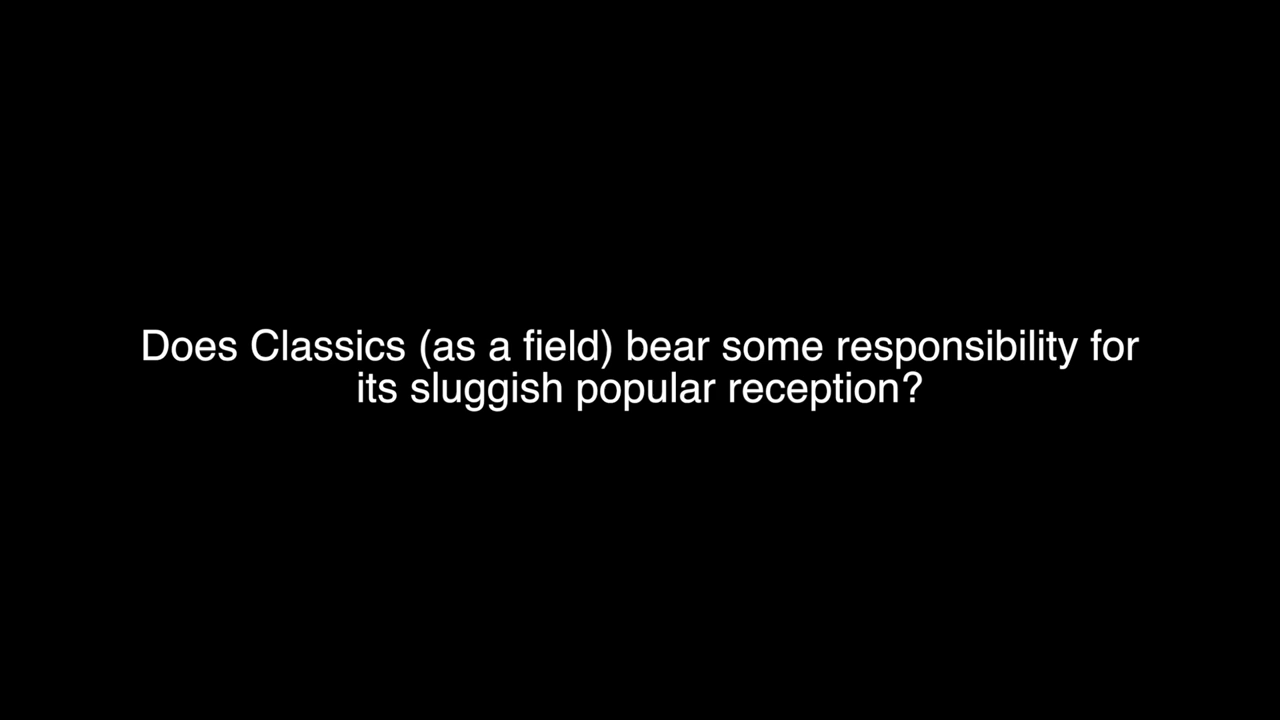 Does Classics (as a field) bear some responsibility for
its sluggish popular reception?